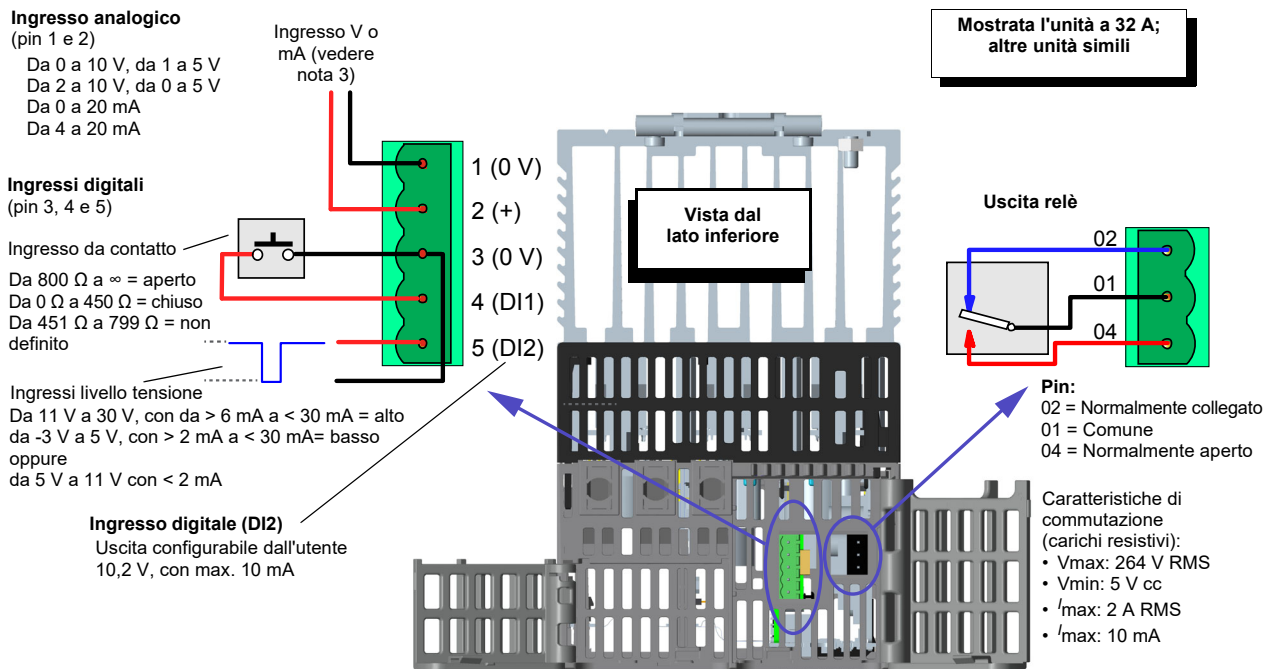 Ingresso analogico
(pin 1 e 2)
Da 0 a 10 V, da 1 a 5 V
Da 2 a 10 V, da 0 a 5 V
Da 0 a 20 mA
Da 4 a 20 mA
Ingresso V o
mA (vedere
nota 3)
Mostrata l'unità a 32 A;
altre unità simili
1 (0 V)
2 (+)
3 (0 V)
4 (DI1)
5 (DI2)
Ingressi digitali
(pin 3, 4 e 5)
Ingresso da contatto
Da 800 Ω a ∞ = aperto
Da 0 Ω a 450 Ω = chiuso
Da 451 Ω a 799 Ω = non
definito
Ingressi livello tensione
Da 11 V a 30 V, con da > 6 mA a < 30 mA = alto
da -3 V a 5 V, con > 2 mA a < 30 mA= basso
oppure
da 5 V a 11 V con < 2 mA
Ingresso digitale (DI2)
Uscita configurabile dall'utente
10,2 V, con max. 10 mA
Vista dal
lato inferiore
Uscita relè
02
01
04
Pin:
02 = Normalmente collegato
01 = Comune
04 = Normalmente aperto
Caratteristiche di
commutazione
(carichi resistivi):
• Vmax: 264 V RMS
• Vmin: 5 V cc
• Imax: 2 A RMS
• Imax: 10 mA